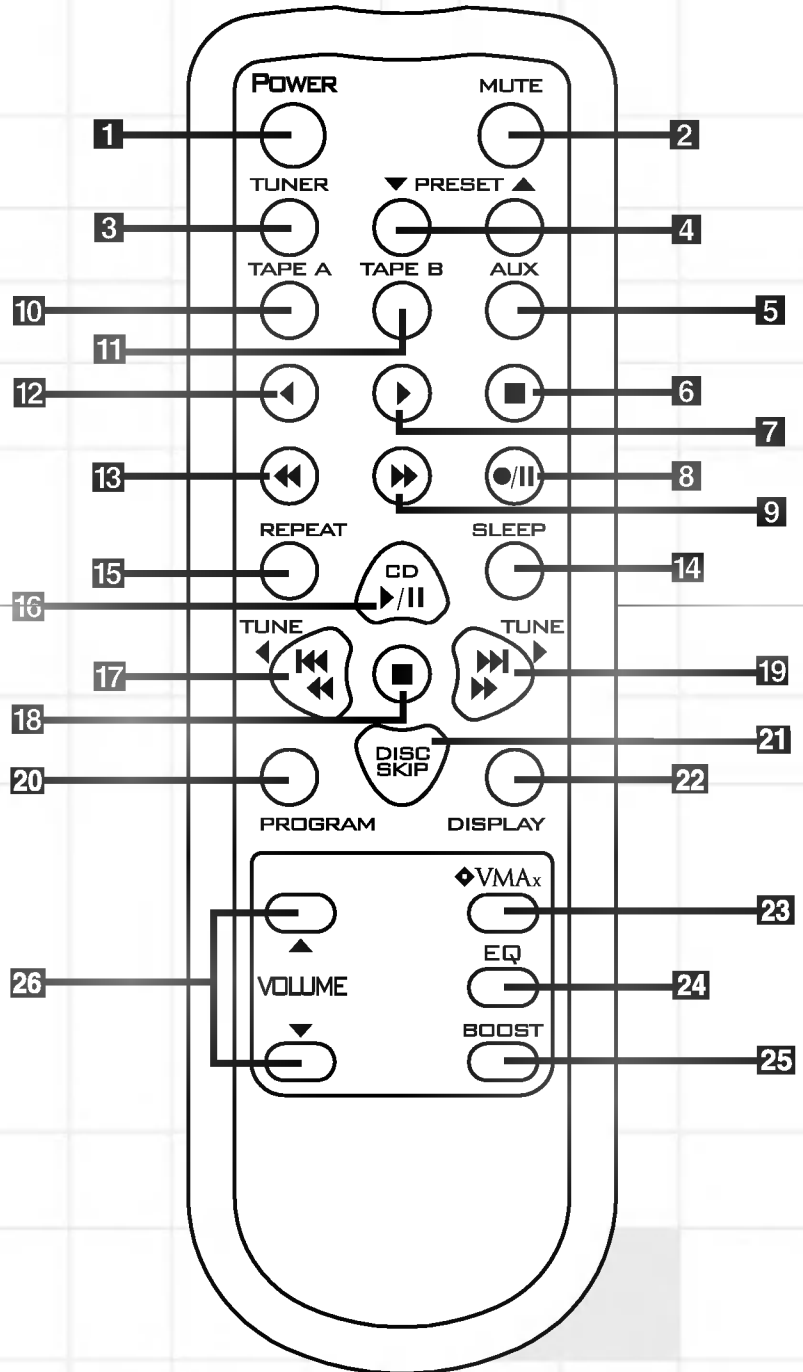 POWER MUTE
1 2
TUNER ▼ PRESET ▲
3 4
TAPE A TAPE B AUX
10 5
11
12 ◀ ▶ ■ 6
7
13 ◀◀ ▶▶ ●/II 8
9
REPEAT SLEEP
15 CD 14
16 ▶/II
TUNE TUNE
17 19
18
DISC 21
20 SKIP 22
PROGRAM DISPLAY
VMAx
23
EQ
26 VOLUME 24
BOOST
25